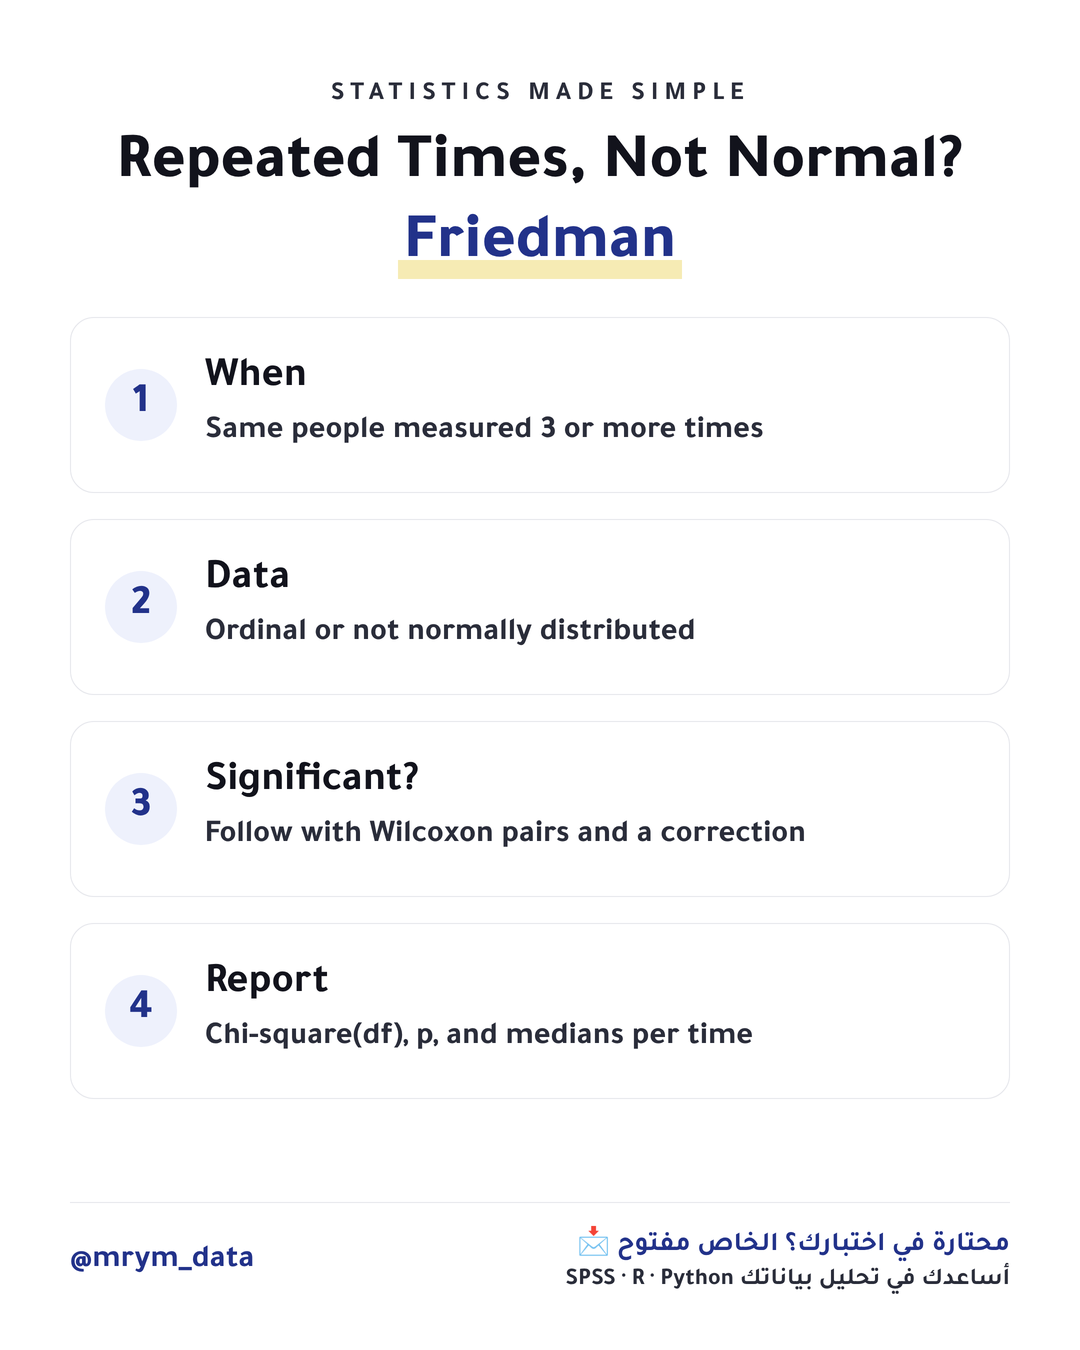 STATISTICS MADE SIMPLE
Repeated Times, Not Normal?
Friedman
1
When
Same people measured 3 or more times
2
Data
Ordinal or not normally distributed
3
Significant?
Follow with Wilcoxon pairs and a correction
4
Report
Chi-square(df), p, and medians per time
@mrym_data
محتارة في اختبارك؟ الخاص مفتوح 📩
أساعدك في تحليل بياناتك SPSS · R · Python